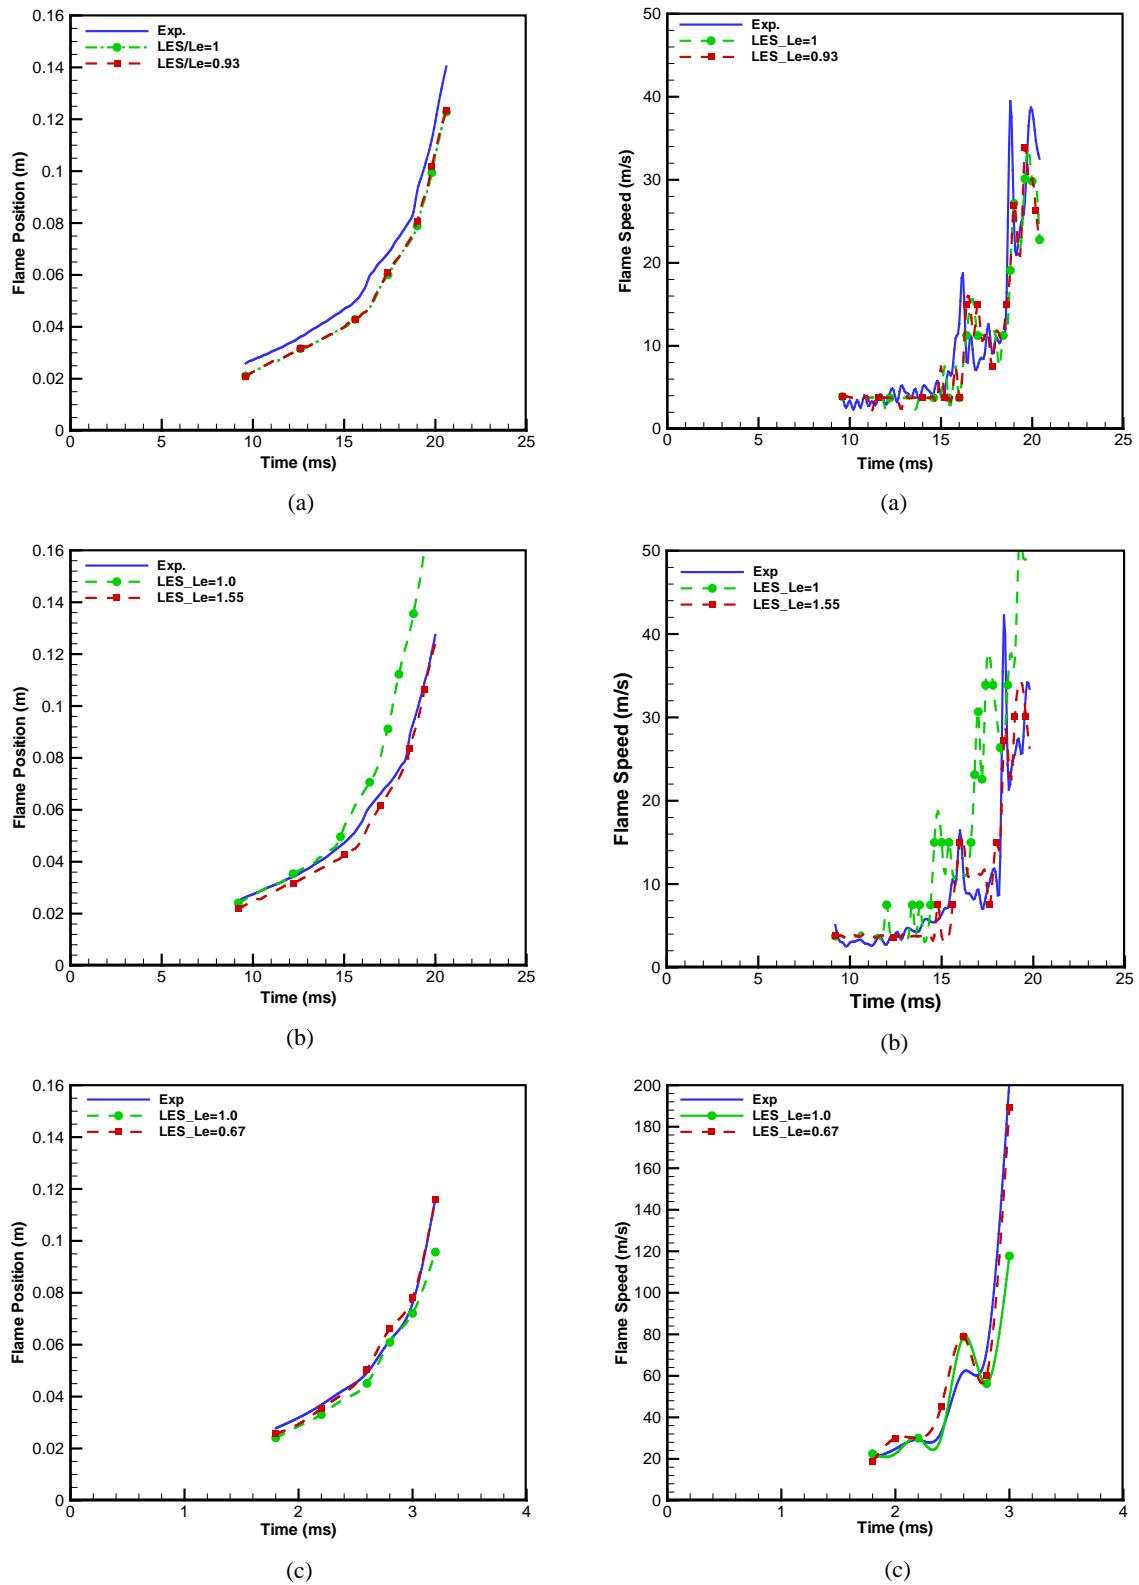 0.16
0.14
0.12
0.1
0.08
0.06
0.04
0.02
0
Flame Position (m)
Exp.
LES/Le=1
LES/Le=0.93
0 5 10 15 20 25
Time (ms)
(a)
50
40
30
20
10
0
Flame Speed (m/s)
Exp.
LES_Le=1
LES_Le=0.93
0 5 10 15 20 25
Time (ms)
(a)
0.16
0.14
0.12
0.1
0.08
0.06
0.04
0.02
0
Flame Position (m)
Exp.
LES_Le=1.0
LES_Le=1.55
0 5 10 15 20 25
Time (ms)
(b)
50
40
30
20
10
0
Flame Speed (m/s)
Exp
LES_Le=1
LES_Le=1.55
0 5 10 15 20 25
Time (ms)
(b)
0.16
0.14
0.12
0.1
0.08
0.06
0.04
0.02
0
Flame Position (m)
Exp
LES_Le=1.0
LES_Le=0.67
0 1 2 3 4
Time (ms)
(c)
200
180
160
140
120
100
80
60
40
20
0
Flame Speed (m/s)
Exp
LES_Le=1.0
LES_Le=0.67
0 1 2 3 4
Time (ms)
(c)